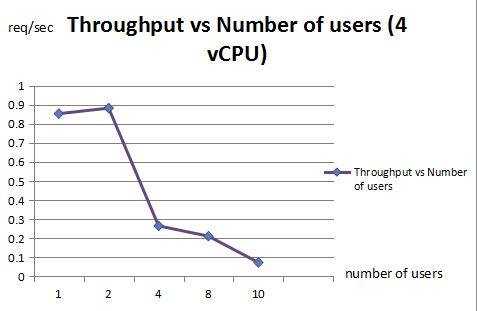 req/sec
Throughput vs Number of users (4
vCPU)
1
0.9
0.8
0.7
0.6
0.5
0.4
0.3
0.2
0.1
0
Throughput vs Number
of users
number of users
1 2 4 8 10